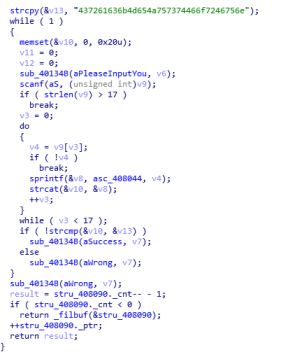 strcpy(&v13, "437261636b4d654a757374466f7246756e");
while ( 1 )
{
memset(&v10, 0, 0x20u);
v11 = 0;
v12 = 0;
sub_40134B(aPleaseInputYou, v6);
scanf(aS, (unsigned int)v9);
if ( strlen(v9) > 17 )
break;
v3 = 0;
do
{
v4 = v9[v3];
if ( !v4 )
break;
sprintf(&v8, asc_408044, v4);
strcat(&v10, &v8);
++v3;
}
while ( v3 < 17 );
if ( !strcmp(&v10, &v13) )
sub_40134B(aSuccess, v7);
else
sub_40134B(aWrong, v7);
}
sub_40134B(aWrong, v7);
result = stru_408090._cnt-- - 1;
if ( stru_408090._cnt < 0 )
return _filbuf(&stru_408090);
++stru_408090._ptr;
return result;
}